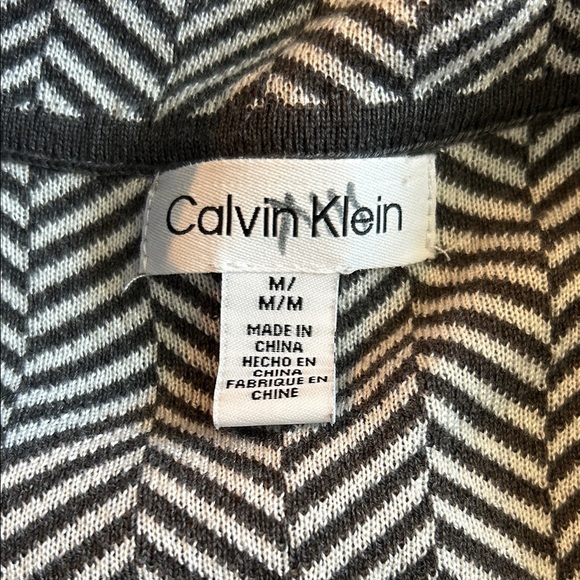 Calvin Klein
M/
M/M
MADE IN
CHINA
HECHO EN
CHINA
FABRIQUE EN
CHINE